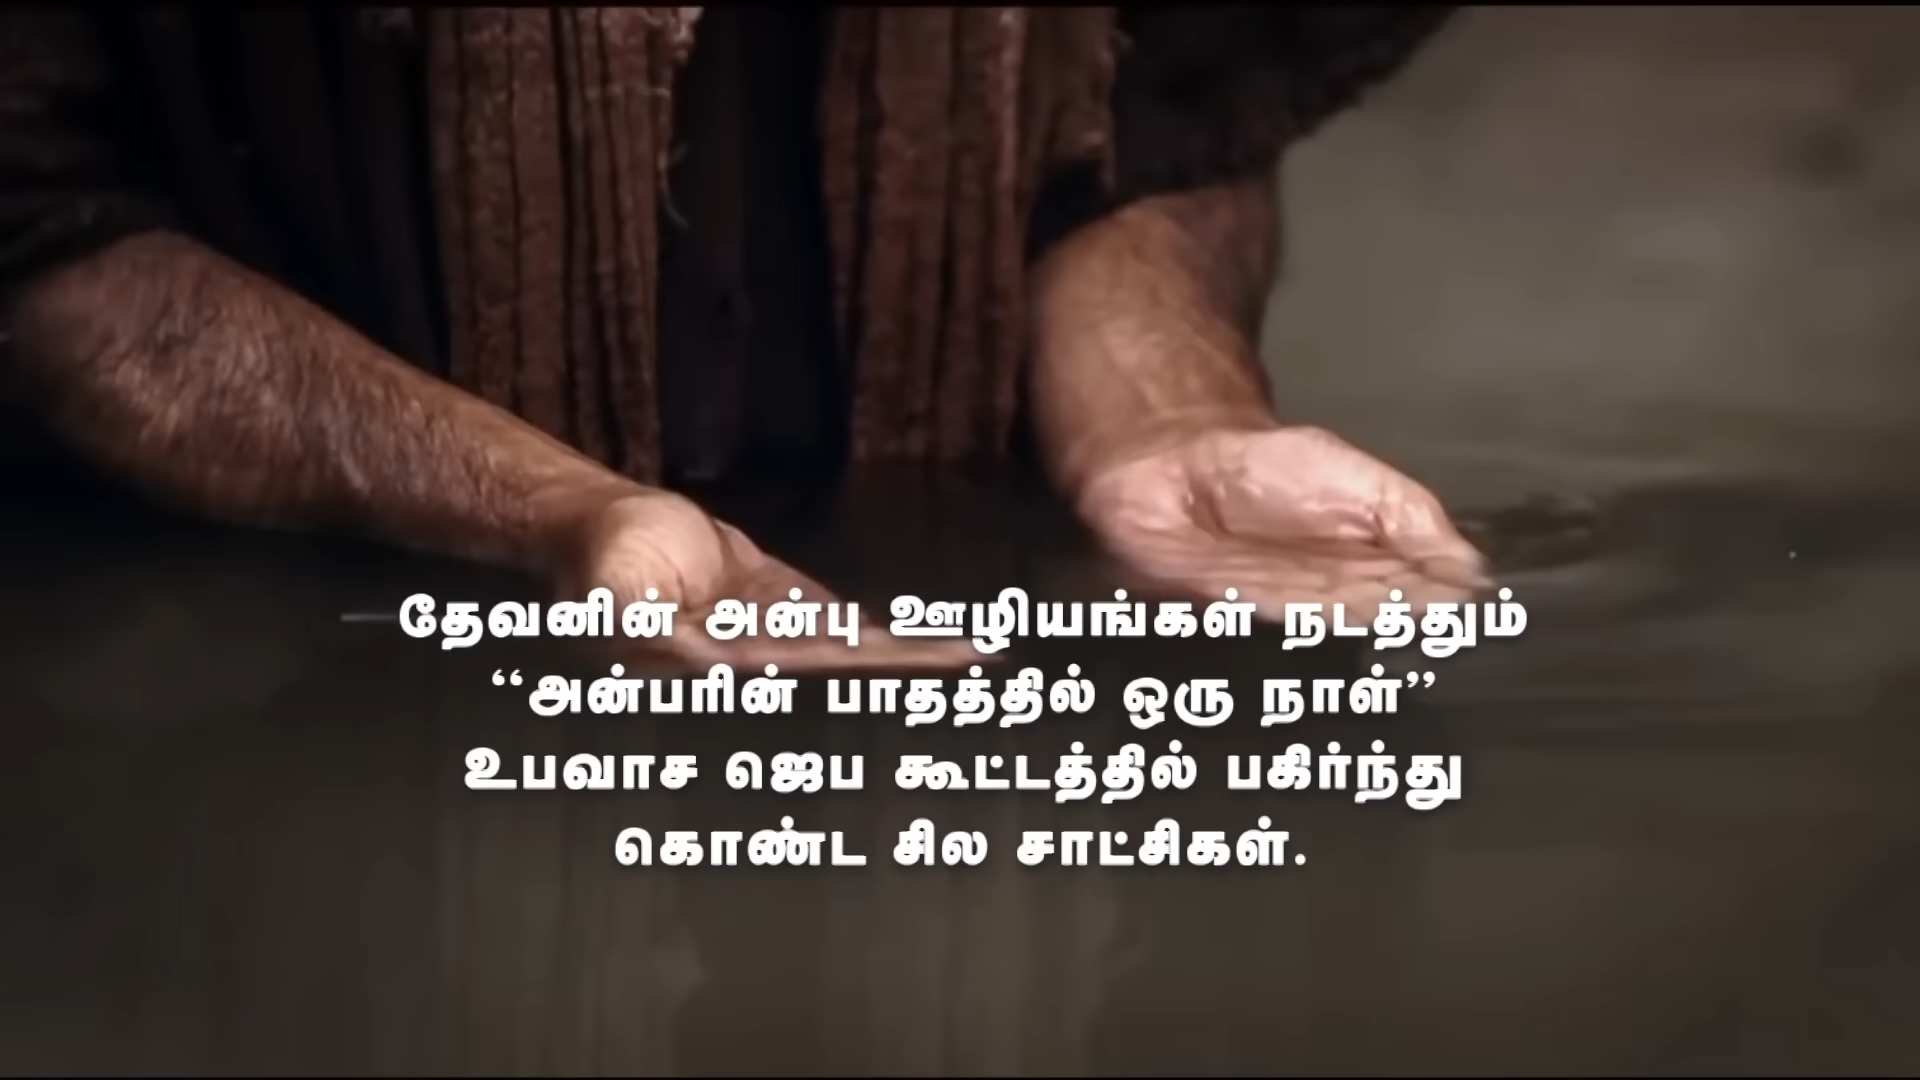 தேவனின் அன்பு ஊழியங்கள் நடத்தும்
“அன்பரின் பாதத்தில் ஒரு நாள்”
உபவாச ஜெப கூட்டத்தில் பகிர்ந்து
கொண்ட சில சாட்சிகள்.